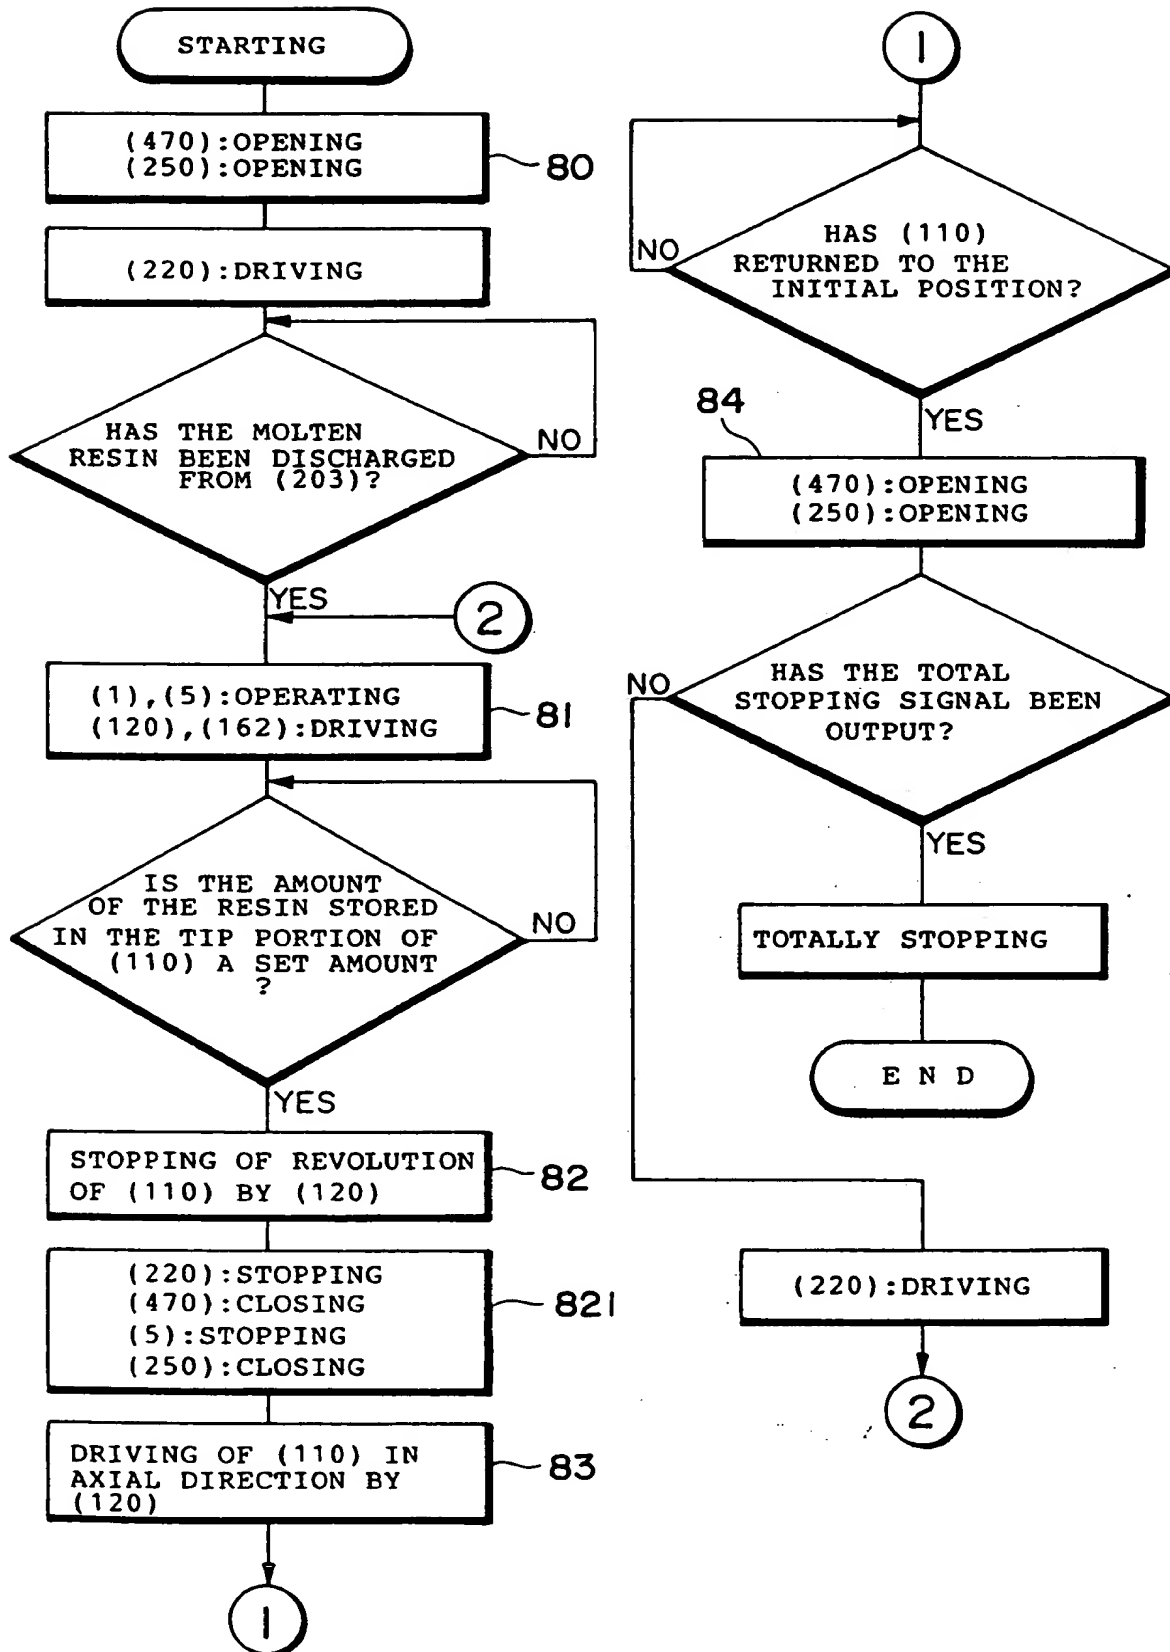 STARTING
(470):OPENING
(250):OPENING
80
(220):DRIVING
HAS THE MOLTEN
RESIN BEEN DISCHARGED
FROM (203)?
NO
YES
2
(1),(5):OPERATING
(120),(162):DRIVING
81
IS THE AMOUNT
OF THE RESIN STORED
IN THE TIP PORTION OF
(110) A SET AMOUNT
?
NO
YES
STOPPING OF REVOLUTION
OF (110) BY (120)
82
(220):STOPPING
(470):CLOSING
(5):STOPPING
(250):CLOSING
821
DRIVING OF (110) IN
AXIAL DIRECTION BY
(120)
83
1
1
HAS (110)
RETURNED TO THE
INITIAL POSITION?
NO
YES
84
(470):OPENING
(250):OPENING
HAS THE TOTAL
STOPPING SIGNAL BEEN
OUTPUT?
NO
YES
TOTALLY STOPPING
END
(220):DRIVING
2